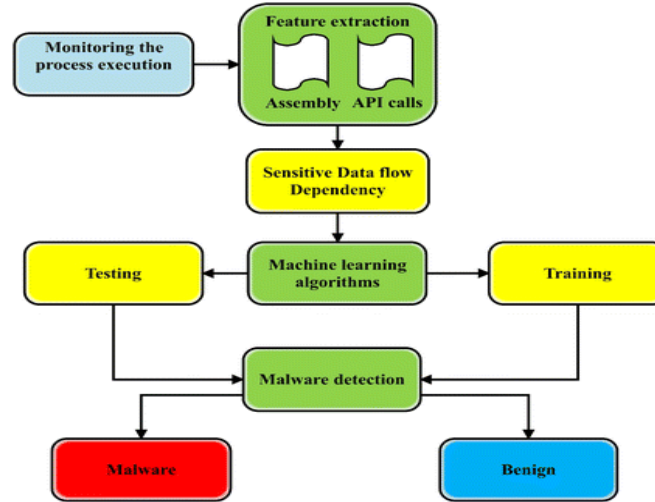 Feature extraction
Monitoring the
process execution
Assembly
API calls
Sensitive Data flow
Dependency
Testing
Machine learning
algorithms
Training
Malware detection
Malware
Benign